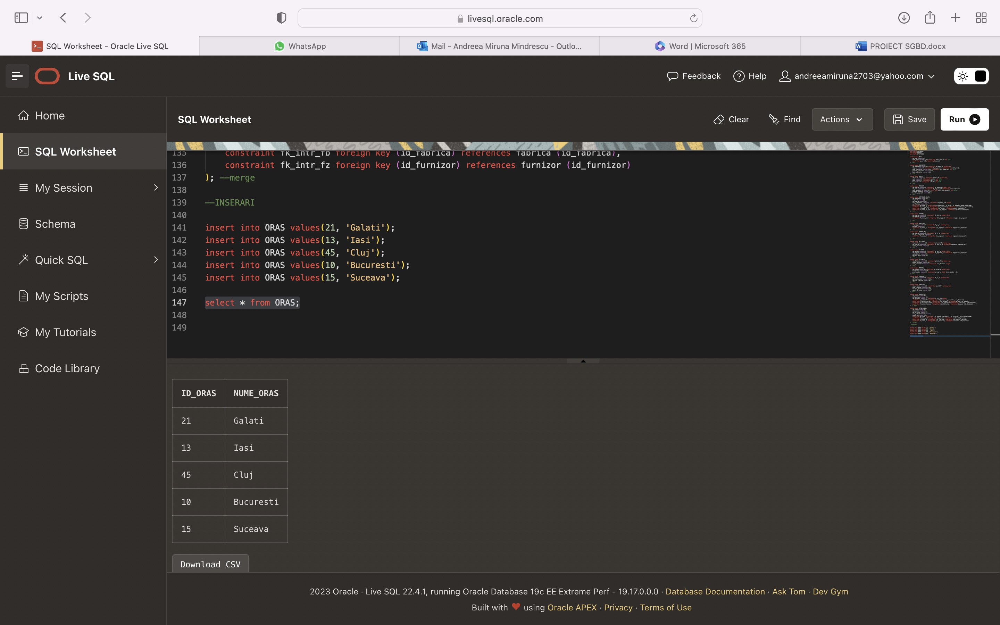 livesql.oracle.com
SQL Worksheet - Oracle Live SQL
WhatsApp
Mail - Andreea Miruna Mindrescu - Outlo...
Word | Microsoft 365
PROIECT SGBD.docx
Live SQL
Feedback
Help
andreeamiruna2703@yahoo.com
Home
SQL Worksheet
My Session
Schema
Quick SQL
My Scripts
My Tutorials
Code Library
SQL Worksheet
Clear
Find
Actions
Save
Run
135 constraint fk_intr_fb foreign key (id_fabrica) references fabrica (id_fabrica),
136 constraint fk_intr_fz foreign key (id_furnizor) references furnizor (id_furnizor)
137 ); --merge
138
139 --INSERARI
140
141 insert into ORAS values(21, 'Galati');
142 insert into ORAS values(13, 'Iasi');
143 insert into ORAS values(45, 'Cluj');
144 insert into ORAS values(10, 'Bucuresti');
145 insert into ORAS values(15, 'Suceava');
146
147 select * from ORAS;
148
149
ID_ORAS NUME_ORAS
21 Galati
13 Iasi
45 Cluj
10 Bucuresti
15 Suceava
Download CSV
2023 Oracle · Live SQL 22.4.1, running Oracle Database 19c EE Extreme Perf - 19.17.0.0.0 · Database Documentation · Ask Tom · Dev Gym
Built with ❤ using Oracle APEX · Privacy · Terms of Use